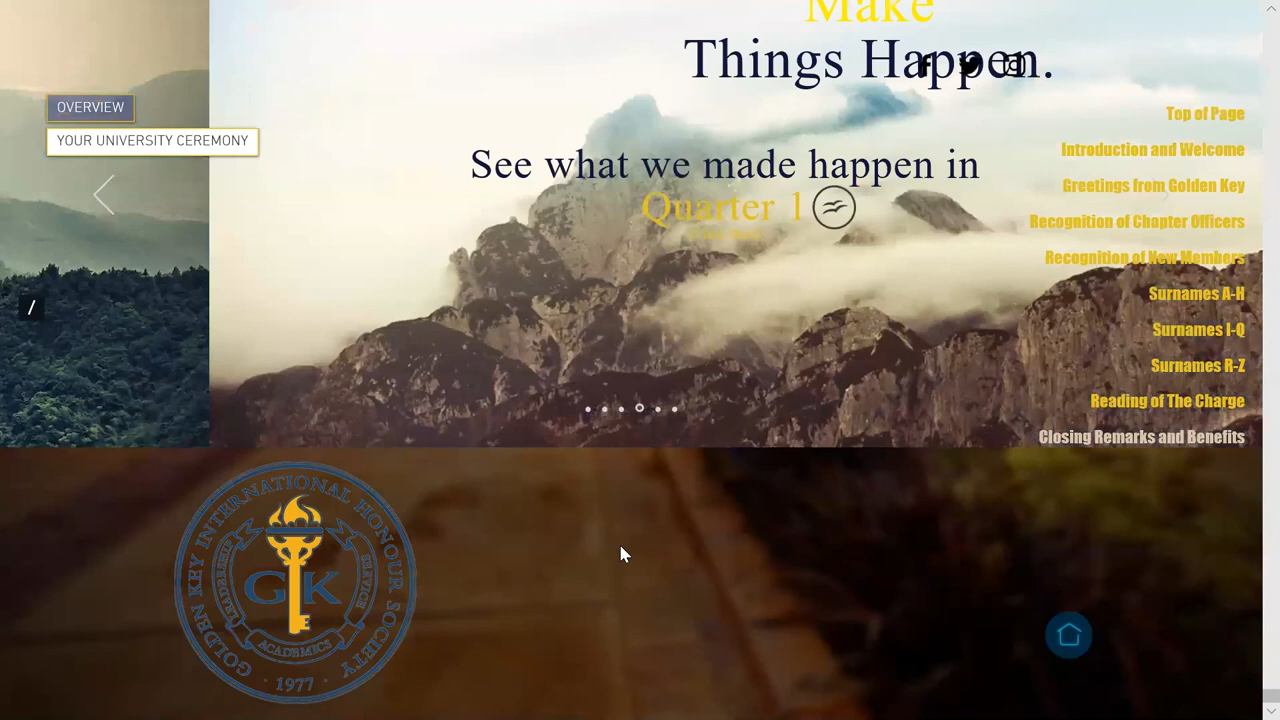 Make
Things Happen.
OVERVIEW
YOUR UNIVERSITY CEREMONY
See what we made happen in
Quarter 1
/
Top of Page
Introduction and Welcome
Greetings from Golden Key
Recognition of Chapter Officers
Recognition of New Members
Surnames A-H
Surnames I-Q
Surnames R-Z
Reading of The Charge
Closing Remarks and Benefits
GOLDEN KEY INTERNATIONAL HONOUR SOCIETY
LEADERSHIP
GK
SERVICE
ACADEMICS
· 1977 ·